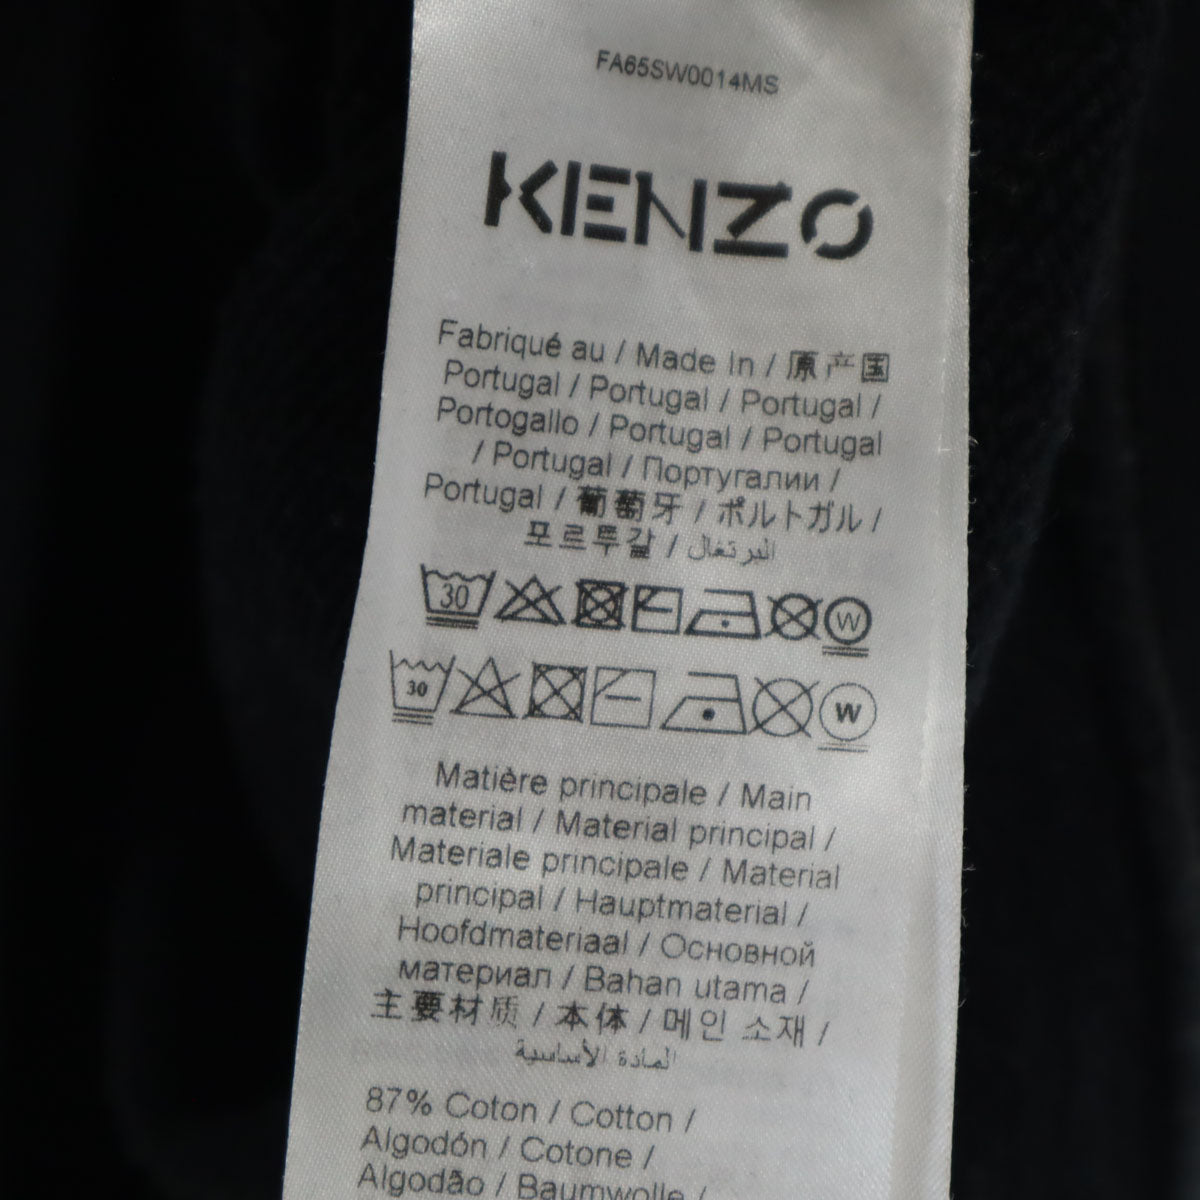 FA65SW0014MS
KENZO
Fabriqué au / Made In / 原产国
Portugal / Portugal / Portugal /
Portogallo / Portugal / Portugal
/ Portugal / Португалии /
Portugal / 葡萄牙 / ポルトガル /
포르투갈 / البرتغال
30 W
30 W
Matière principale / Main
material / Material principal /
Materiale principale / Material
principal / Hauptmaterial /
Hoofdmateriaal / Основной
материал / Bahan utama /
主要材质 / 本体 / 메인 소재 /
المادة الأساسية
87% Coton / Cotton /
Algodón / Cotone /
Algodão / Baumwolle /